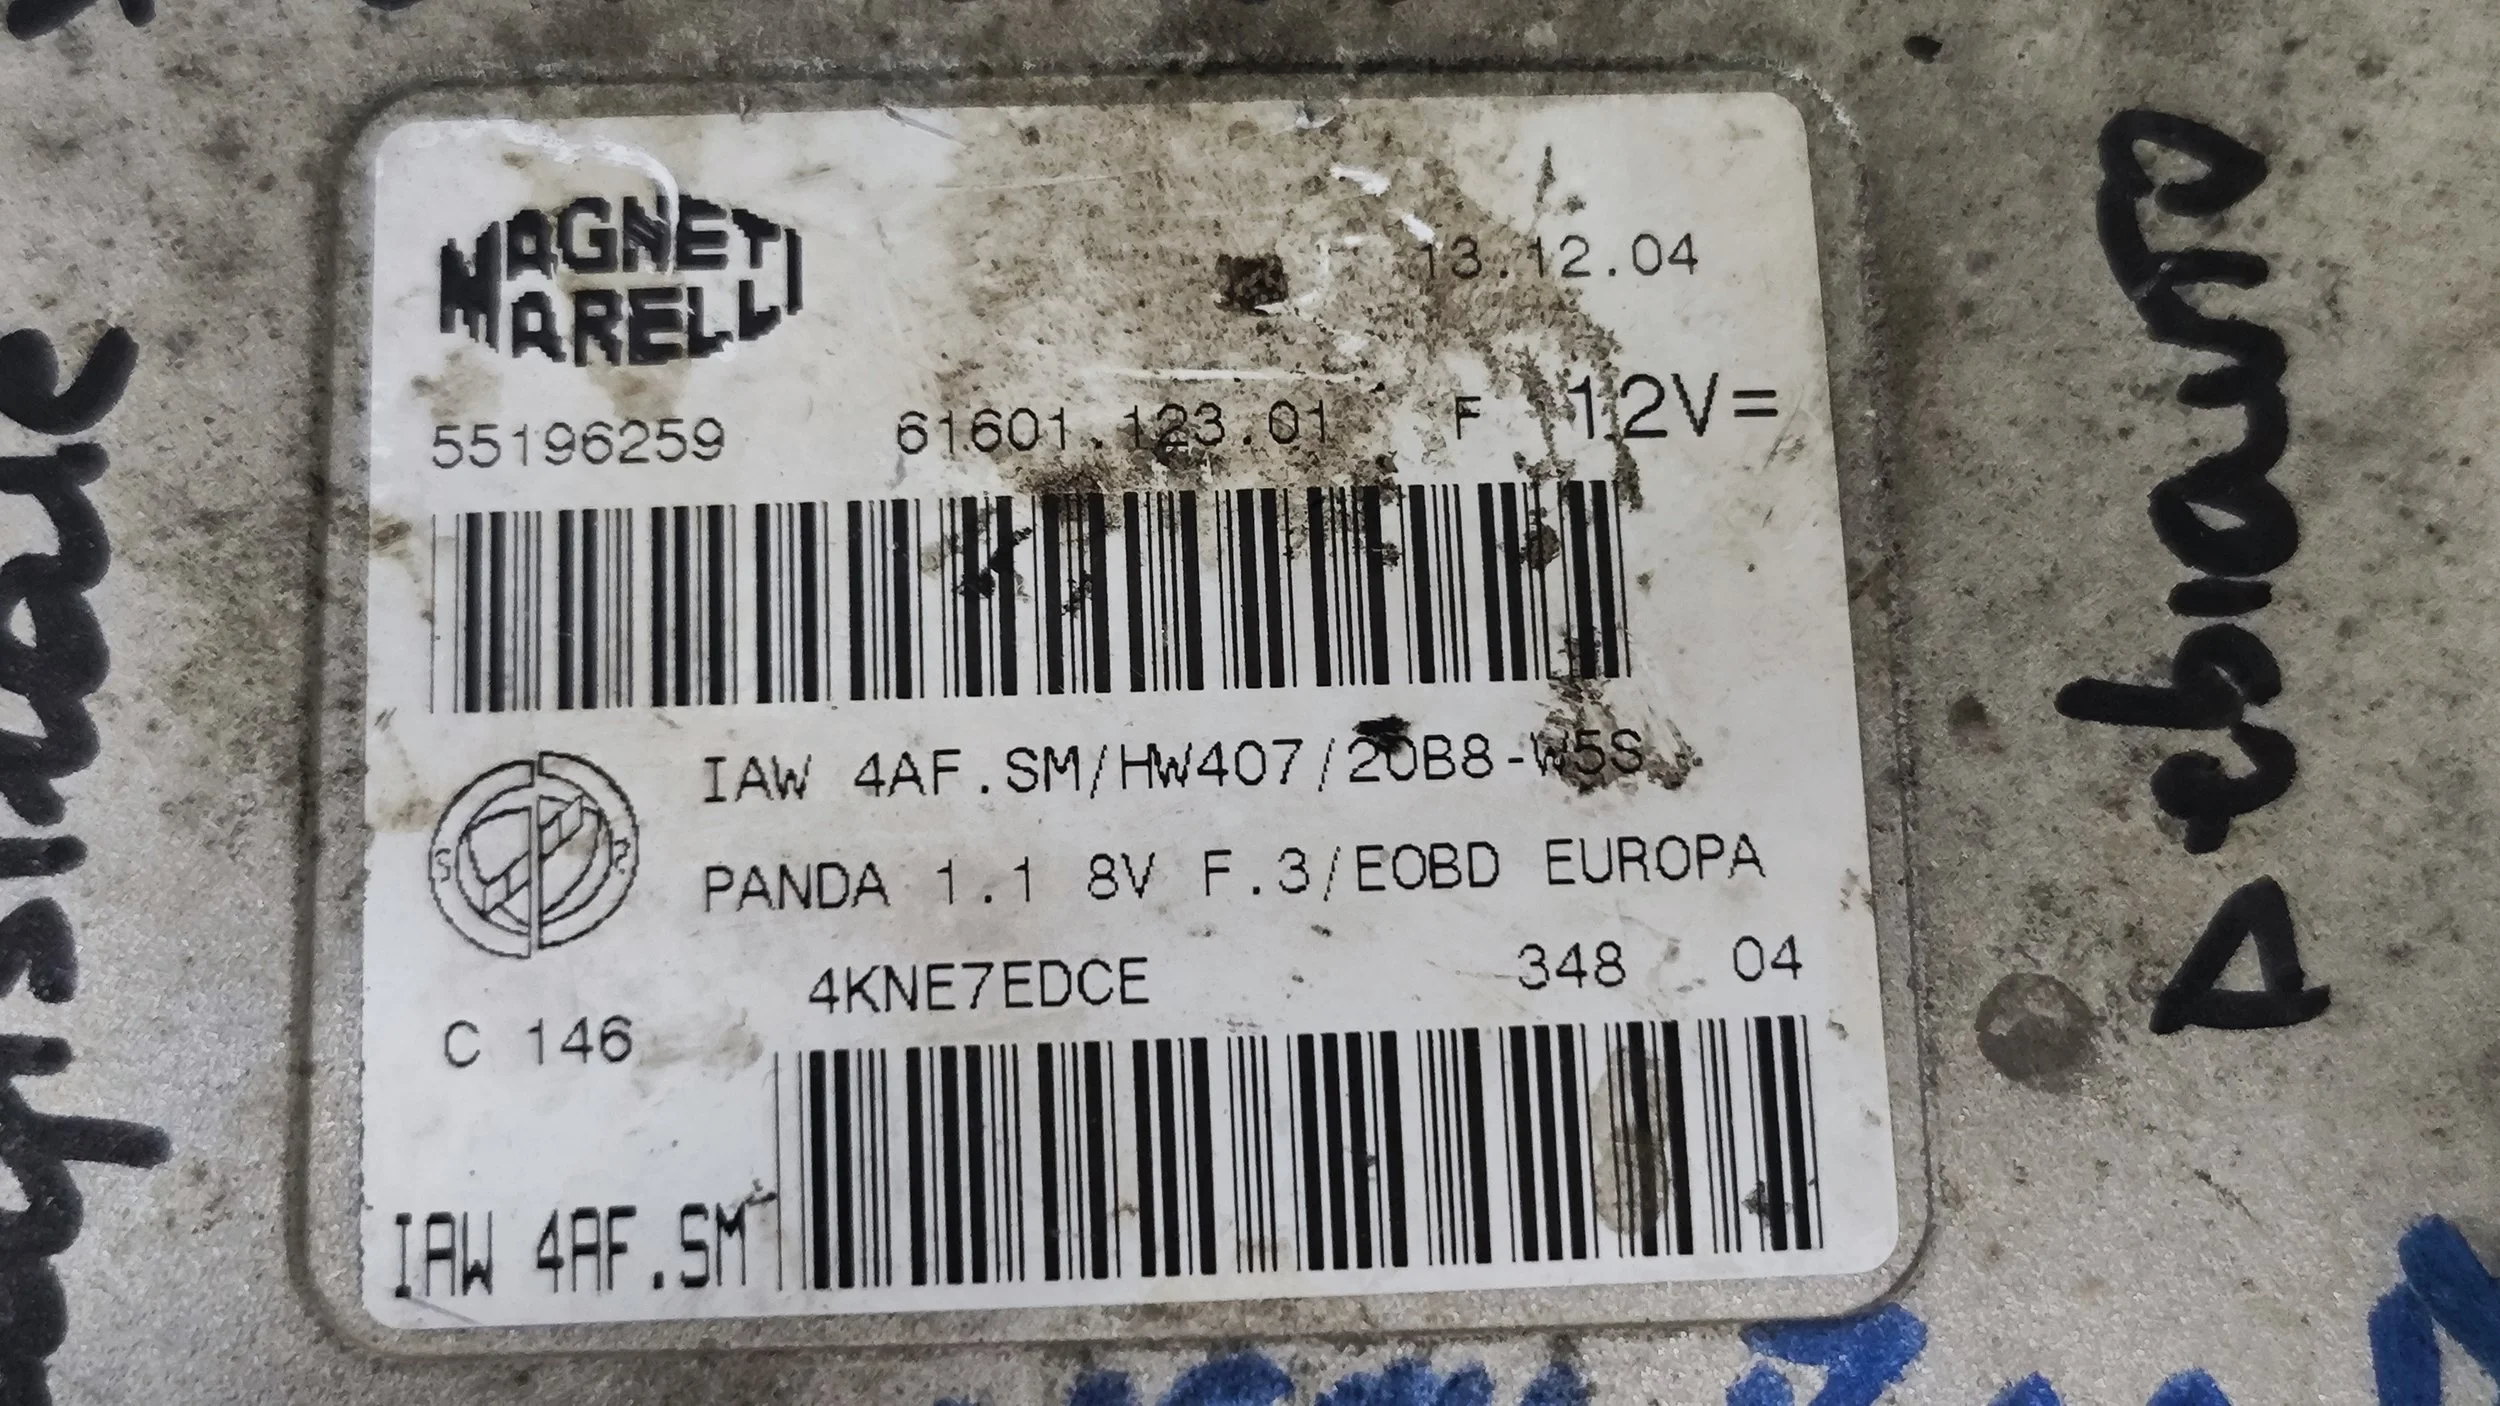 MAGNETI
MARELLI
13.12.04
55196259 61601.123.01 F 12V=
IAW 4AF.SM/HW407/20B8-W5S
PANDA 1.1 8V F.3/EOBD EUROPA
4KNE7EDCE 348 04
C 146
IAW 4AF.SM